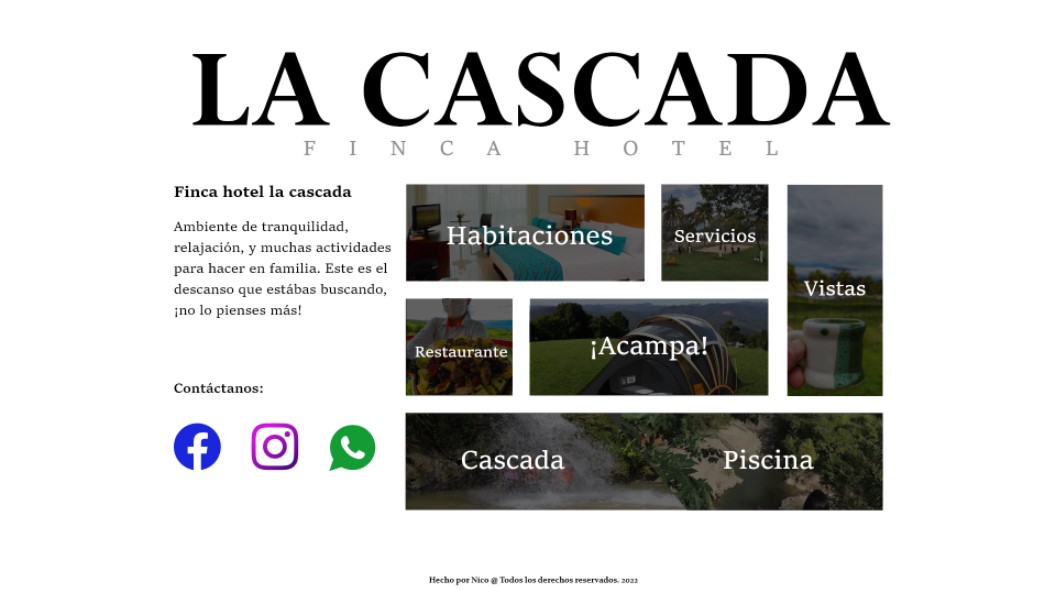 LA CASCADA
FINCA HOTEL
Finca hotel la cascada
Ambiente de tranquilidad,
relajación, y muchas actividades
para hacer en familia. Este es el
descanso que estábas buscando,
¡no lo pienses más!
Contáctanos:
Habitaciones
Servicios
Vistas
Restaurante
¡Acampa!
Cascada
Piscina
Hecho por Nico @ Todos los derechos reservados. 2022